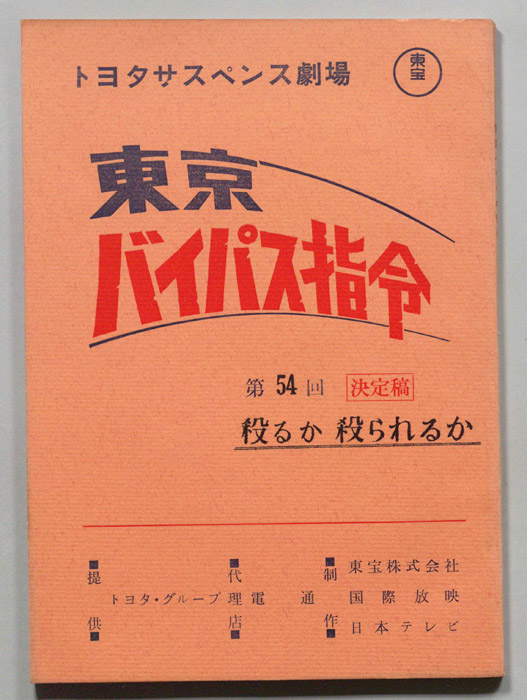 トヨタサスペンス劇場
東宝
東京
バイパス指令
第54回 決定稿
殺るか 殺られるか
提供 トヨタ・グループ
代理店 電通
制作 東宝株式会社
国際放映
日本テレビ